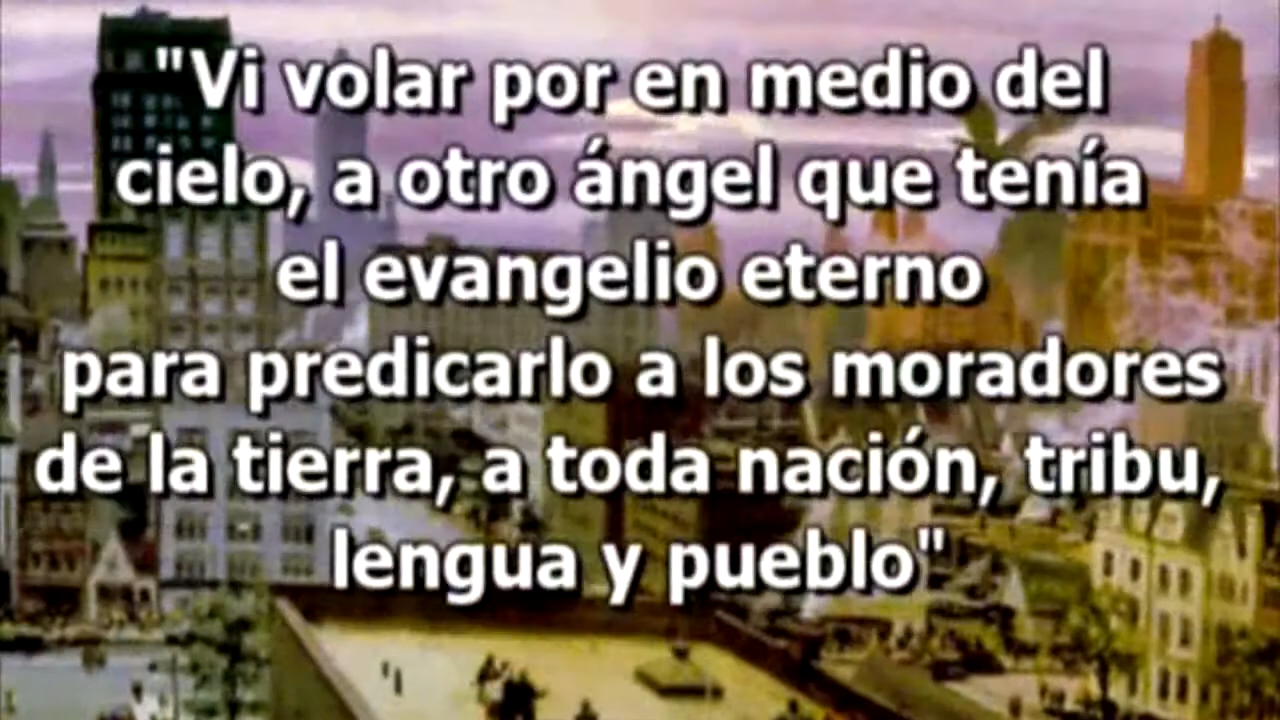 "Vi volar por en medio del
cielo, a otro ángel que tenía
el evangelio eterno
para predicarlo a los moradores
de la tierra, a toda nación, tribu,
lengua y pueblo"